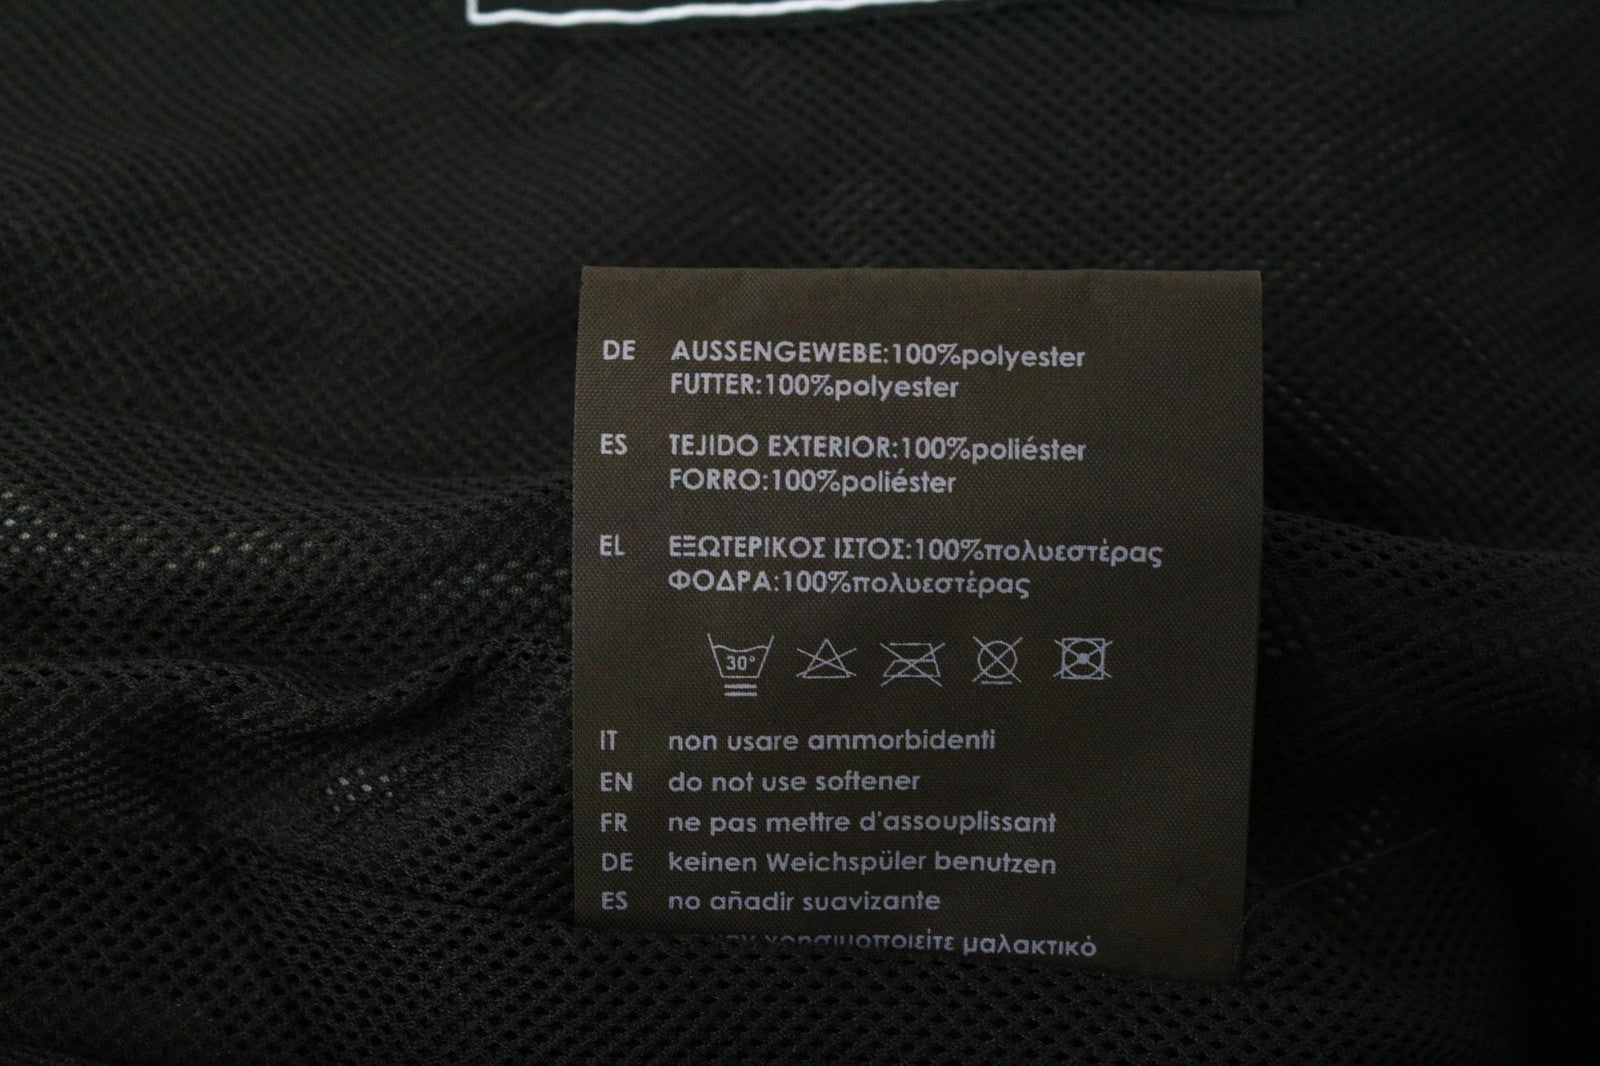 DE AUSSENGEWEBE:100%polyester
FUTTER:100%polyester
ES TEJIDO EXTERIOR:100%poliéster
FORRO:100%poliéster
EL ΕΞΩΤΕΡΙΚΟΣ ΙΣΤΟΣ:100%πολυεστέρας
ΦΟΔΡΑ:100%πολυεστέρας
30°
IT non usare ammorbidenti
EN do not use softener
FR ne pas mettre d'assouplissant
DE keinen Weichspüler benutzen
ES no añadir suavizante
χρησιμοποιείτε μαλακτικό